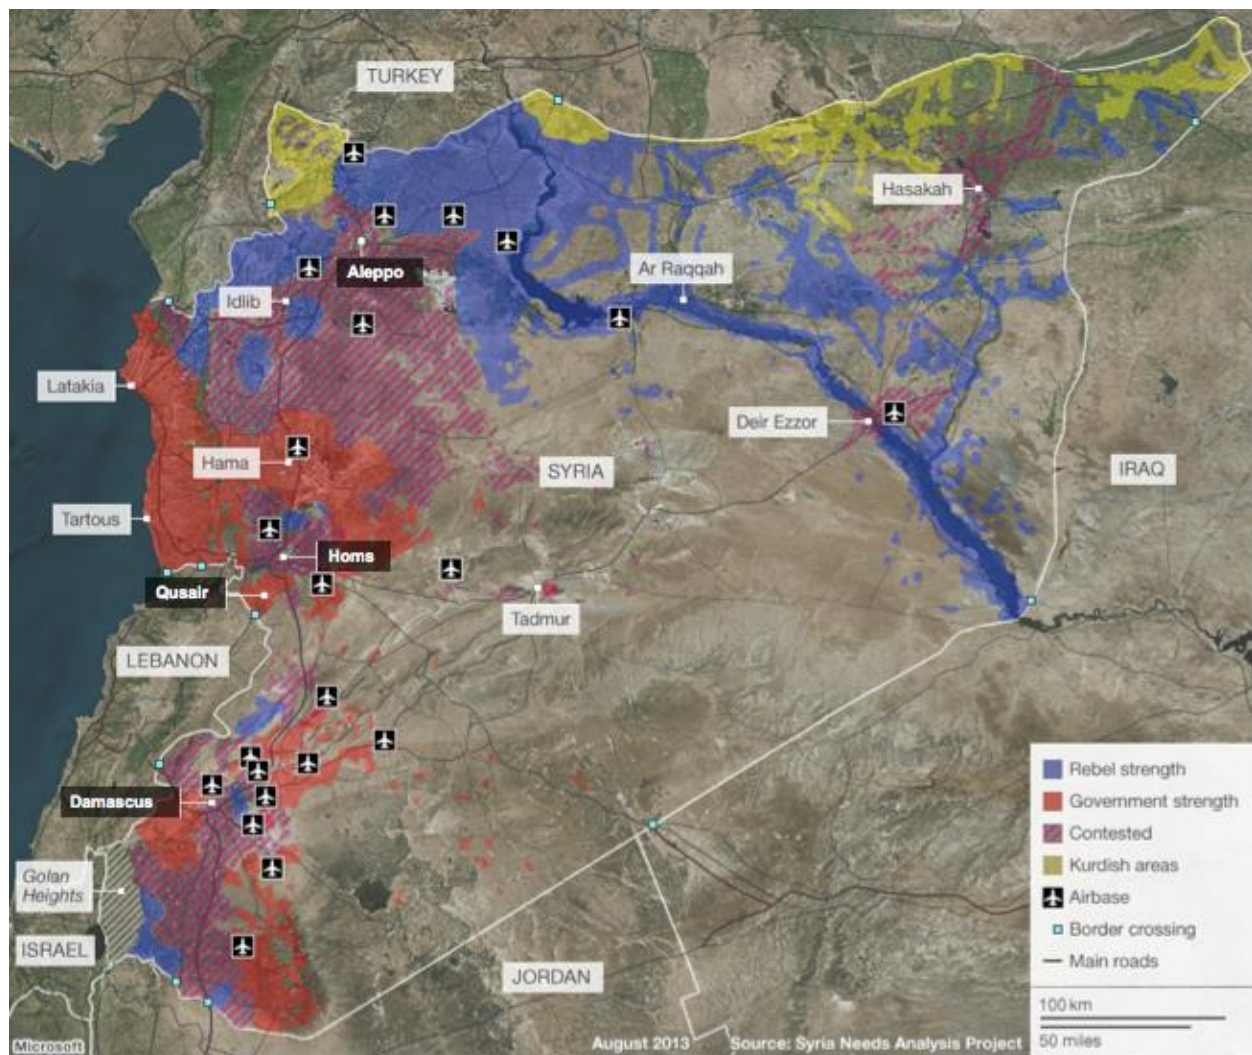 TURKEY
Hasakah
Aleppo
Ar Raqqah
Idlib
Latakia
Deir Ezzor
Hama
SYRIA
IRAQ
Tartous
Homs
Qusair
Tadmur
LEBANON
Damascus
Golan
Heights
ISRAEL
JORDAN
Rebel strength
Government strength
Contested
Kurdish areas
Airbase
Border crossing
Main roads
100 km
50 miles
Microsoft
August 2013
Source: Syria Needs Analysis Project